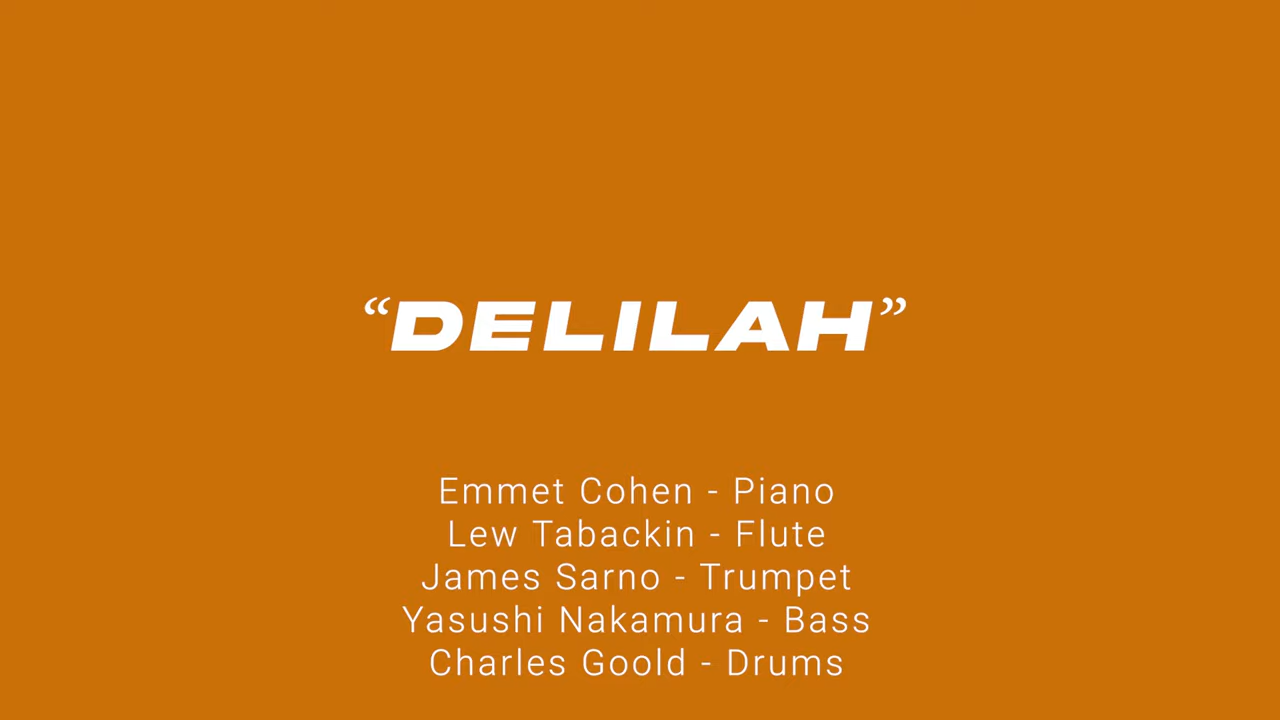 “DELILAH”
Emmet Cohen - Piano
Lew Tabackin - Flute
James Sarno - Trumpet
Yasushi Nakamura - Bass
Charles Goold - Drums